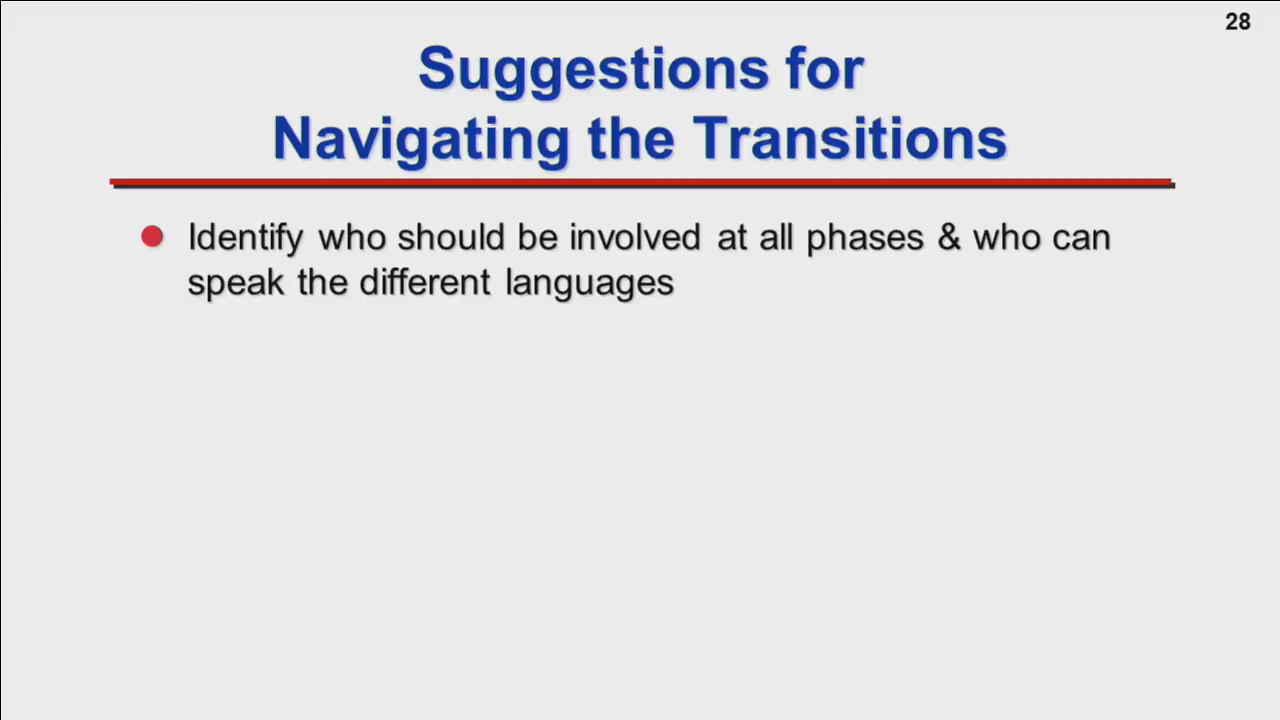 28
Suggestions for
Navigating the Transitions
Identify who should be involved at all phases & who can
speak the different languages